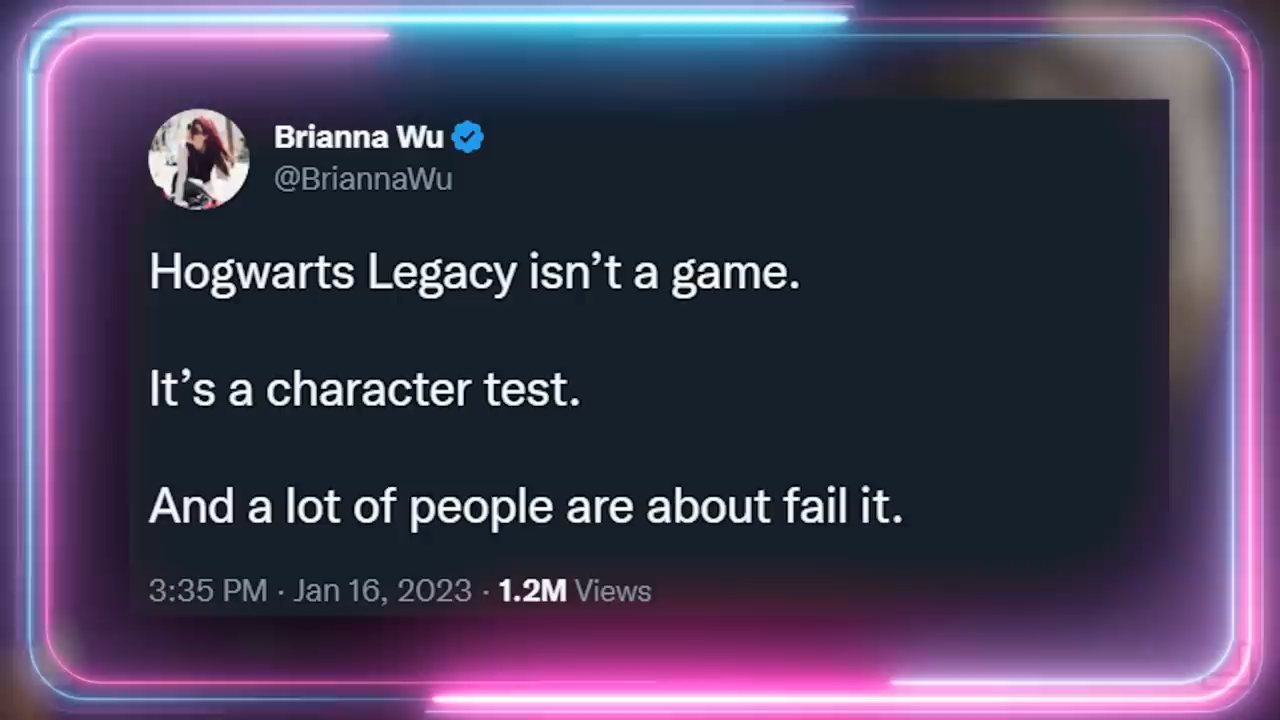 Brianna Wu
@BriannaWu
Hogwarts Legacy isn’t a game.
It’s a character test.
And a lot of people are about fail it.
3:35 PM · Jan 16, 2023 · 1.2M Views